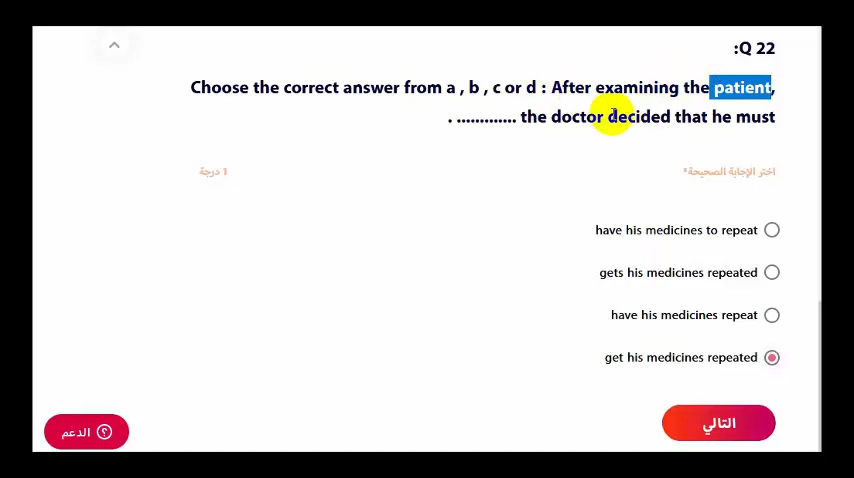 :Q 22
Choose the correct answer from a , b , c or d : After examining the patient,
. ............. the doctor decided that he must
اختر الإجابة الصحيحة*
1 درجة
have his medicines to repeat
gets his medicines repeated
have his medicines repeat
get his medicines repeated
التالي
الدعم